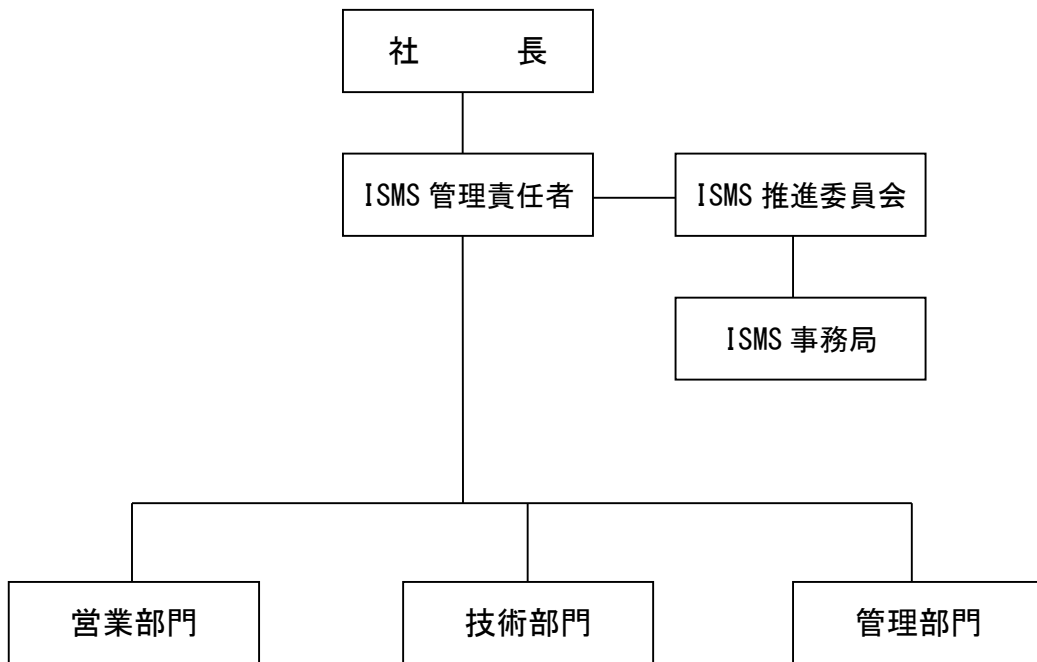 社　　　長
ISMS 管理責任者
ISMS 推進委員会
ISMS 事務局
営業部門
技術部門
管理部門